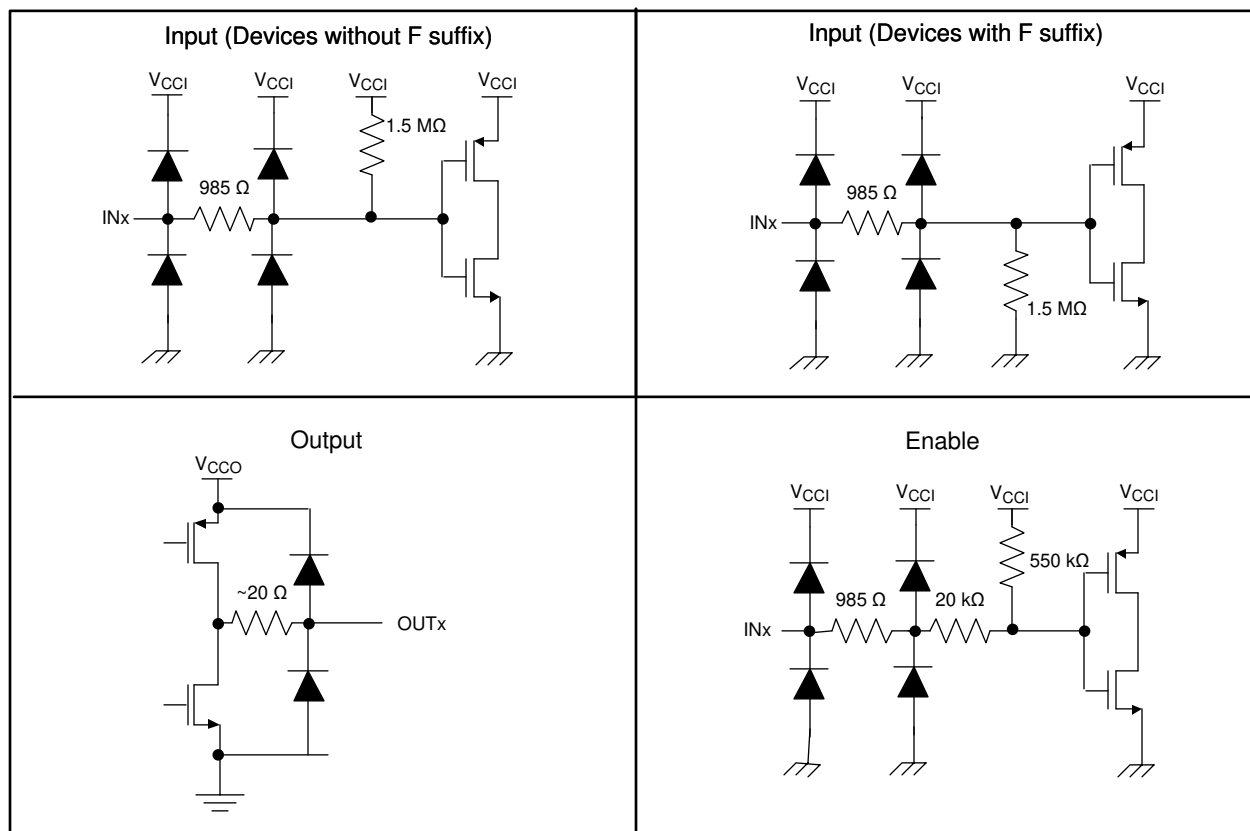 Input (Devices without F suffix)
VCCI VCCI VCCI VCCI
1.5 MΩ
985 Ω
INx
Input (Devices with F suffix)
VCCI VCCI VCCI
985 Ω
INx
1.5 MΩ
Output
VCCO
~20 Ω
OUTx
Enable
VCCI VCCI VCCI VCCI
550 kΩ
985 Ω 20 kΩ
INx